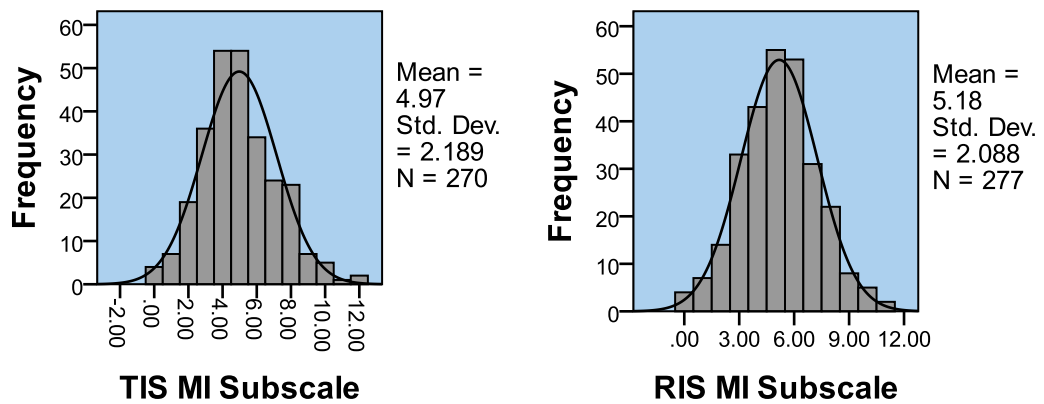 60
50
40
30
20
10
0
Frequency
-2.00
.00
2.00
4.00
6.00
8.00
10.00
12.00
TIS MI Subscale
Mean =
4.97
Std. Dev.
= 2.189
N = 270
60
50
40
30
20
10
0
Frequency
.00 3.00 6.00 9.00 12.00
RIS MI Subscale
Mean =
5.18
Std. Dev.
= 2.088
N = 277